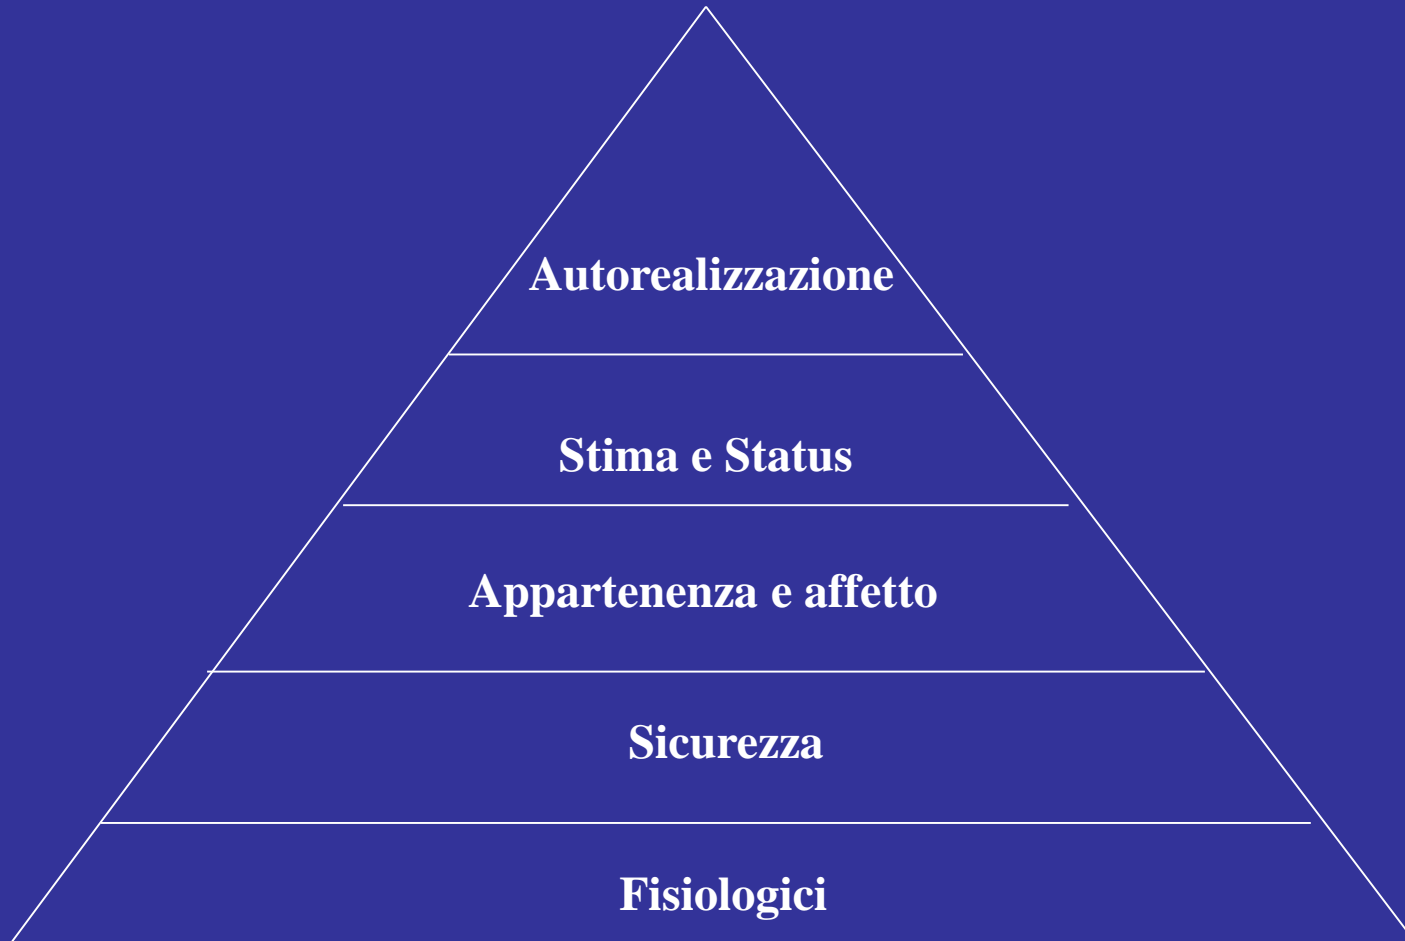 Autorealizzazione
Stima e Status
Appartenenza e affetto
Sicurezza
Fisiologici